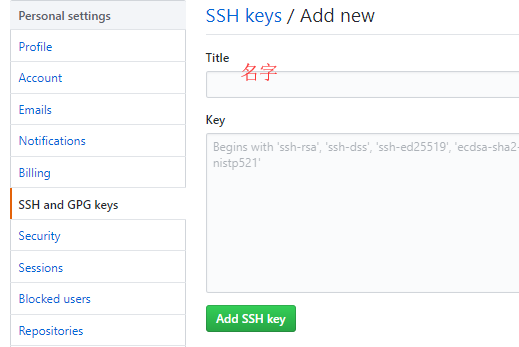 Personal settings
Profile
Account
Emails
Notifications
Billing
SSH and GPG keys
Security
Sessions
Blocked users
Repositories
SSH keys / Add new
Title
名字
Key
Begins with 'ssh-rsa', 'ssh-dss', 'ssh-ed25519', 'ecdsa-sha2-
nistp521'
Add SSH key